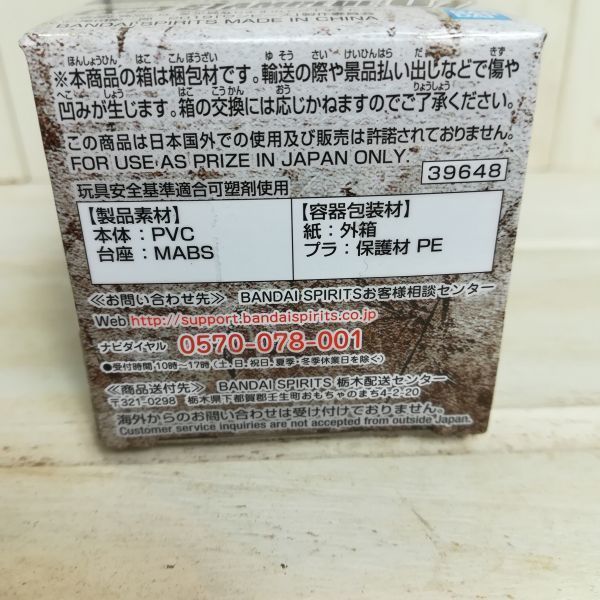 BANDAI SPIRITS MADE IN CHINA
※本商品の箱は梱包材です。輸送の際や景品払い出しなどで傷や
凹みが生じます。箱の交換には応じかねますのでご了承ください。
この商品は日本国外での使用及び販売は許諾されておりません。
FOR USE AS PRIZE IN JAPAN ONLY.
39648
玩具安全基準適合可塑剤使用
【製品素材】
本体：PVC
台座：MABS
【容器包装材】
紙：外箱
プラ：保護材 PE
≪お問い合わせ先≫ BANDAI SPIRITSお客様相談センター
Web http://support.bandaispirits.co.jp
ナビダイヤル 0570-078-001
●受付時間 10時～17時(土、日、祝日、夏季・冬季休業日を除く)
≪商品送付先≫ BANDAI SPIRITS 栃木配送センター
〒321-0298 栃木県下都賀郡壬生町おもちゃのまち4-2-20
海外からのお問い合わせは受け付けておりません。
Customer service inquiries are not accepted from outside Japan.